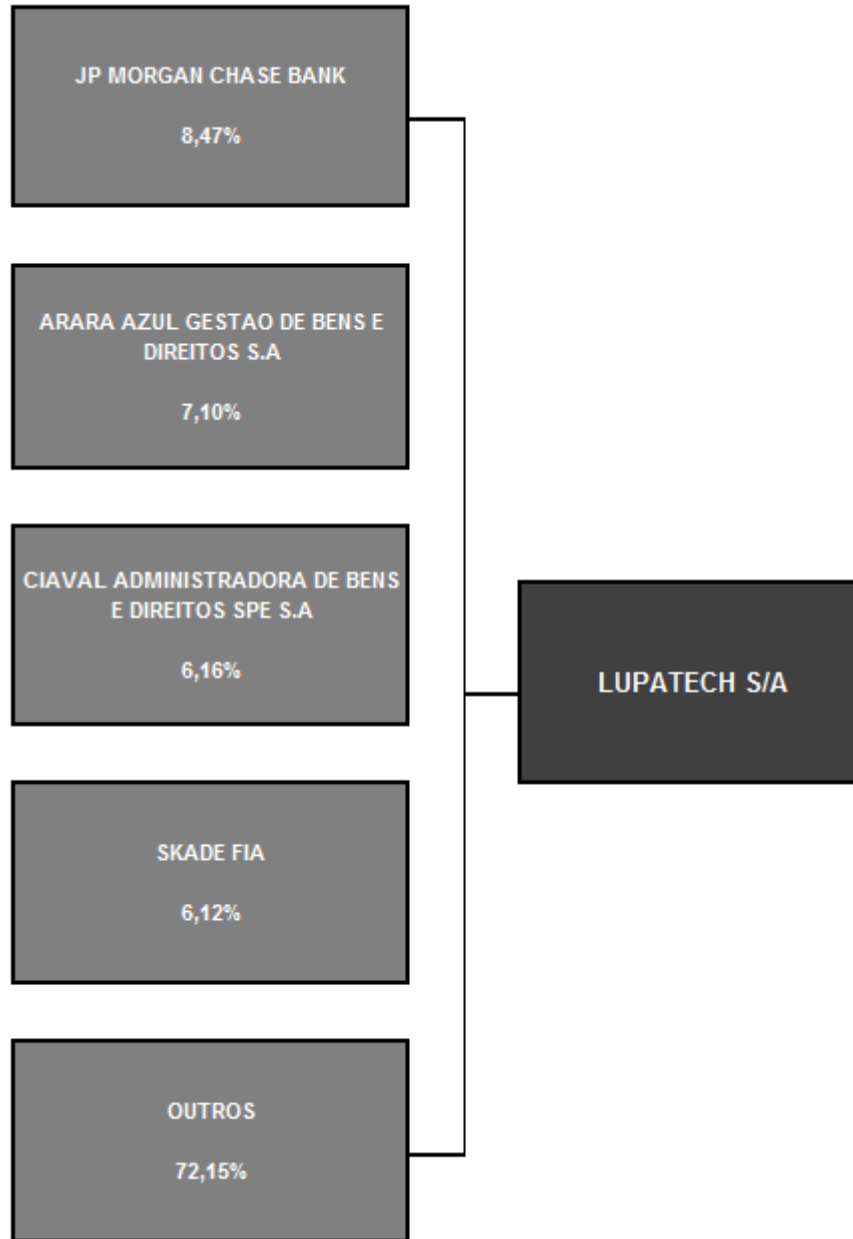 JP MORGAN CHASE BANK
8,47%
ARARA AZUL GESTAO DE BENS E
DIREITOS S.A
7,10%
CIAVAL ADMINISTRADORA DE BENS
E DIREITOS SPE S.A
6,16%
SKADE FIA
6,12%
OUTROS
72,15%
LUPATECH S/A